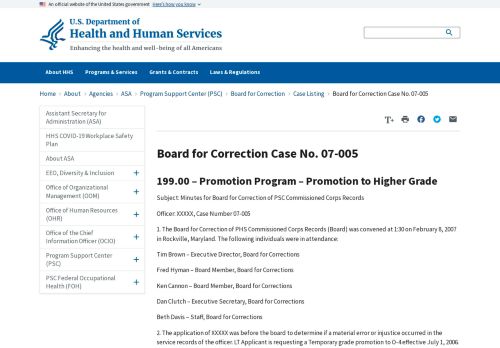 An official website of the United States government Here's how you know
U.S. Department of
Health and Human Services
Enhancing the health and well-being of all Americans
About HHS Programs & Services Grants & Contracts Laws & Regulations
Home › About › Agencies › ASA › Program Support Center (PSC) › Board for Correction › Case Listing › Board for Correction Case No. 07-005
Assistant Secretary for
Administration (ASA)
HHS COVID-19 Workplace Safety
Plan
About ASA
EEO, Diversity & Inclusion +
Office of Organizational
Management (OOM) +
Office of Human Resources
(OHR) +
Office of the Chief
Information Officer (OCIO) +
Program Support Center
(PSC) +
PSC Federal Occupational
Health (FOH) +
T+
Board for Correction Case No. 07-005
199.00 – Promotion Program – Promotion to Higher Grade
Subject: Minutes for Board for Correction of PSC Commissioned Corps Records
Officer: XXXXX, Case Number 07-005
1. The Board for Correction of PHS Commissioned Corps Records (Board) was convened at 1:30 on February 8, 2007
in Rockville, Maryland. The following individuals were in attendance:
Tim Brown – Executive Director, Board for Corrections
Fred Hyman – Board Member, Board for Corrections
Ken Cannon – Board Member, Board for Corrections
Dan Clutch – Executive Secretary, Board for Corrections
Beth Davis – Staff, Board for Corrections
2. The application of XXXXX was before the board to determine if a material error or injustice occurred in the
service records of the officer. LT Applicant is requesting a Temporary grade promotion to O-4 effective July 1, 2006.